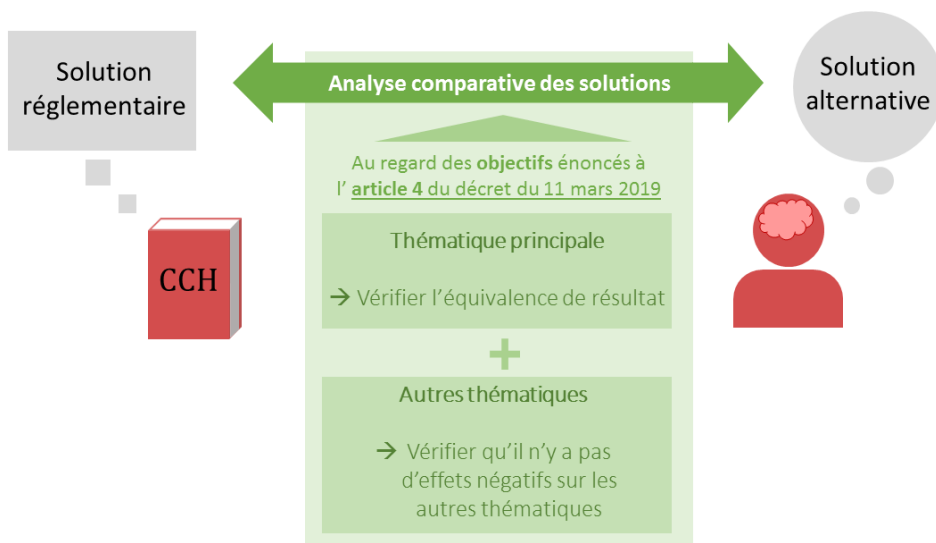 Solution
réglementaire
Analyse comparative des solutions
Solution
alternative
Au regard des objectifs énoncés à
l' article 4 du décret du 11 mars 2019
CCH
Thématique principale
→ Vérifier l'équivalence de résultat
+
Autres thématiques
→ Vérifier qu'il n'y a pas
d'effets négatifs sur les
autres thématiques